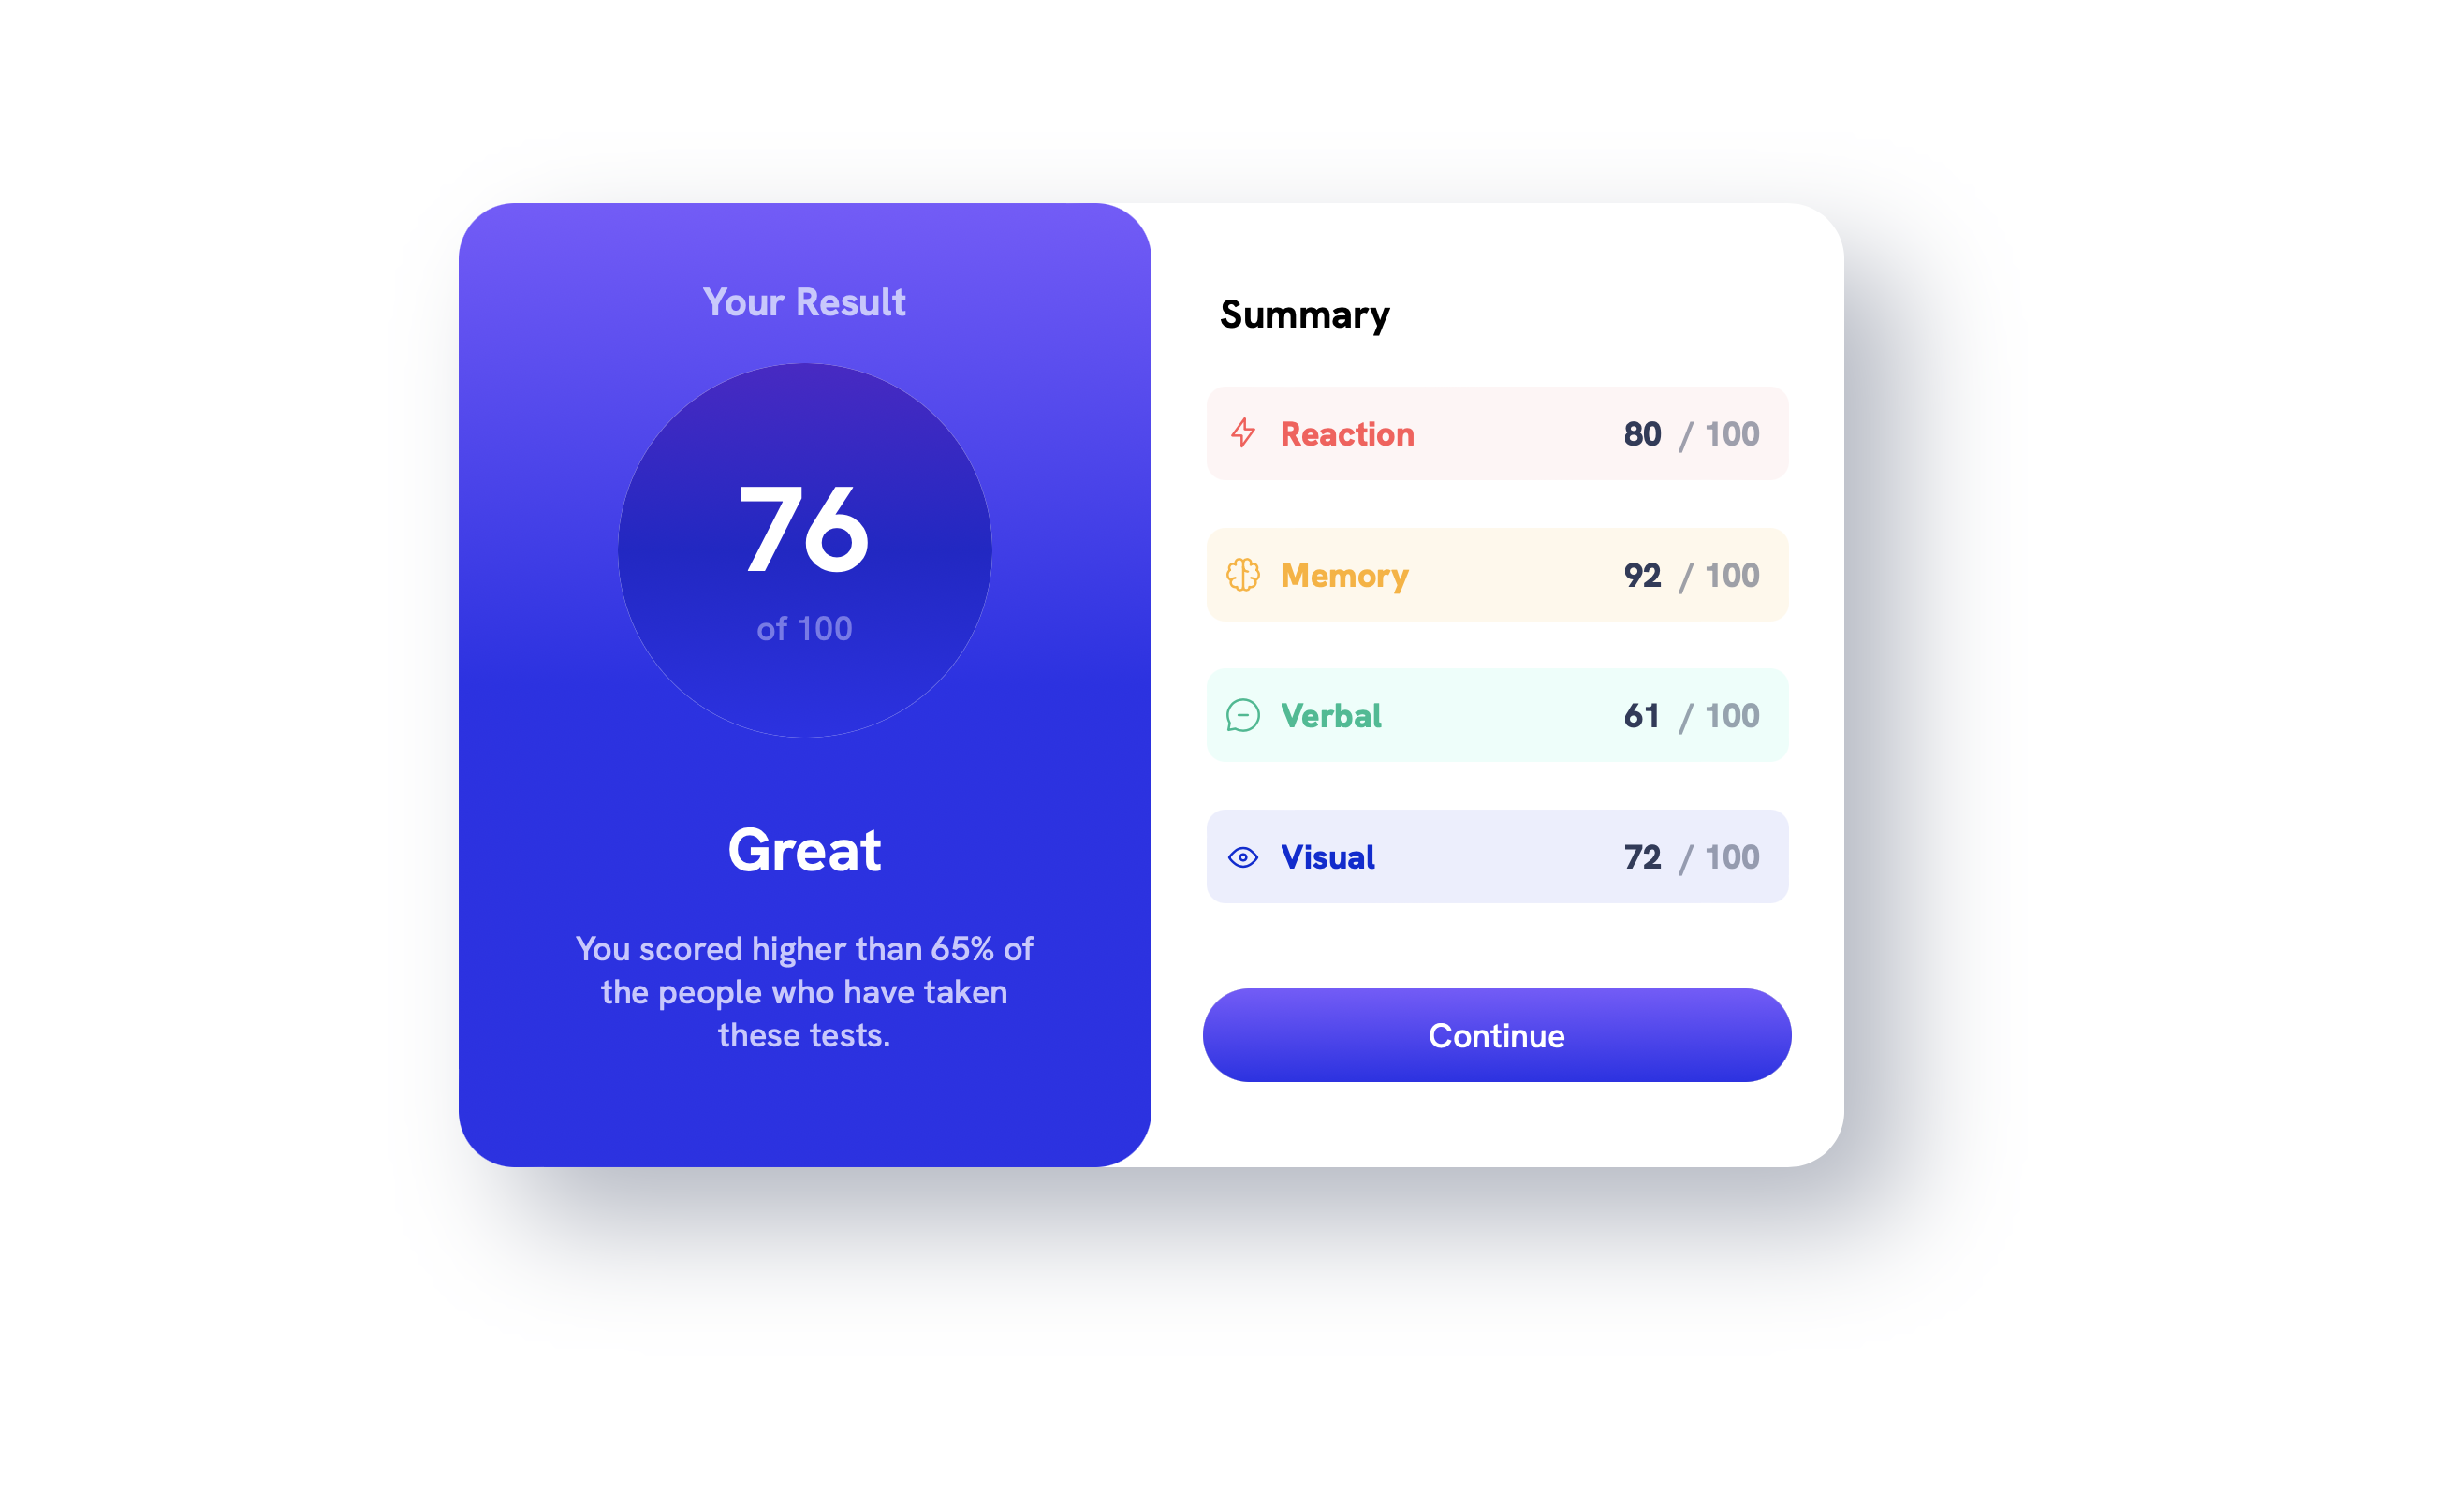 Your Result
76
of 100
Great
You scored higher than 65% of
the people who have taken
these tests.
Summary
Reaction 80 / 100
Memory 92 / 100
Verbal 61 / 100
Visual 72 / 100
Continue